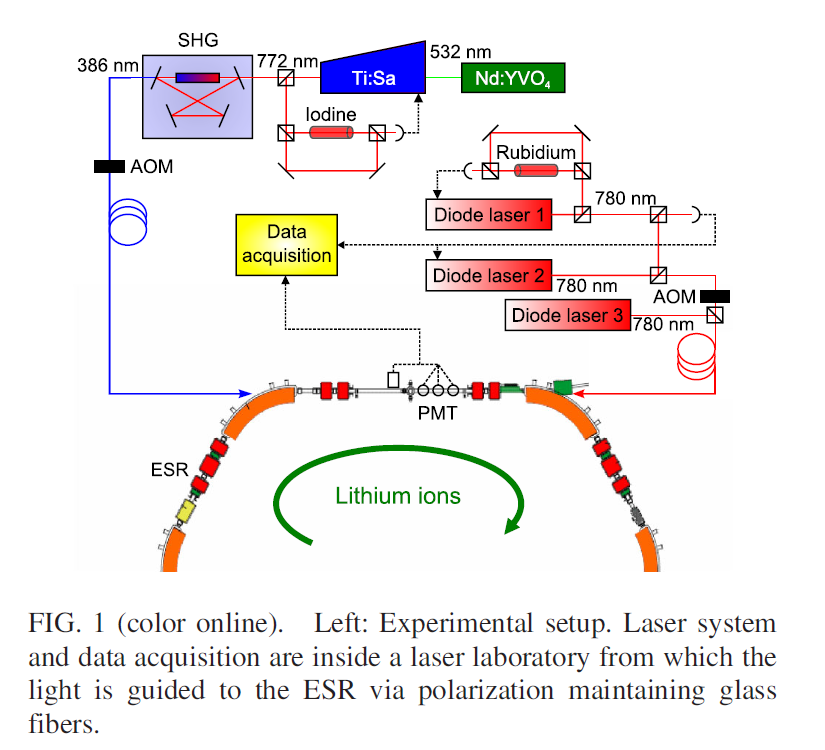 SHG
386 nm
772 nm
532 nm
Ti:Sa
Nd:YVO4
Iodine
AOM
Rubidium
780 nm
Diode laser 1
Data
acquisition
Diode laser 2
780 nm
AOM
Diode laser 3
780 nm
PMT
ESR
Lithium ions
FIG. 1 (color online). Left: Experimental setup. Laser system
and data acquisition are inside a laser laboratory from which the
light is guided to the ESR via polarization maintaining glass
fibers.